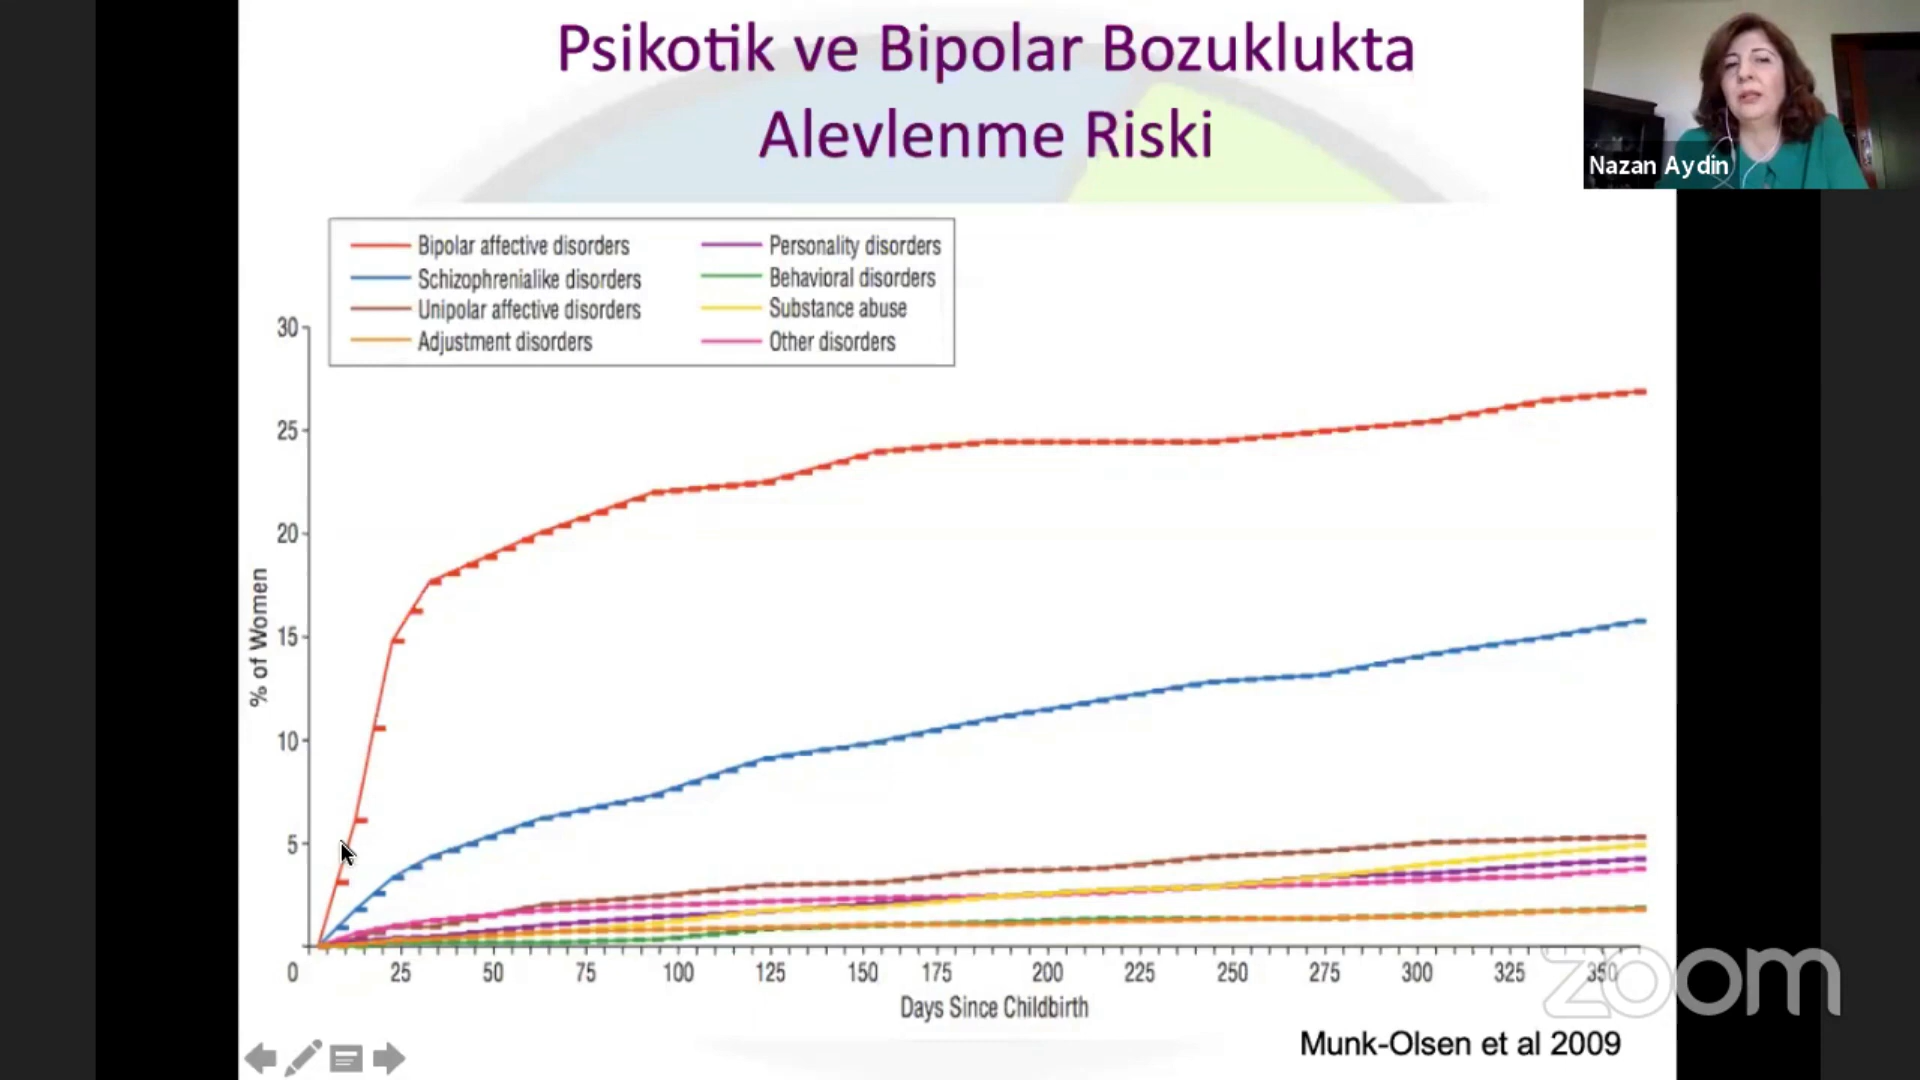 Psikotik ve Bipolar Bozuklukta
Alevlenme Riski
Nazan Aydin
Bipolar affective disorders
Schizophrenialike disorders
Unipolar affective disorders
Adjustment disorders
Personality disorders
Behavioral disorders
Substance abuse
Other disorders
30
25
20
15
10
5
% of Women
0 25 50 75 100 125 150 175 200 225 250 275 300 325 350
Days Since Childbirth
zoom
Munk-Olsen et al 2009